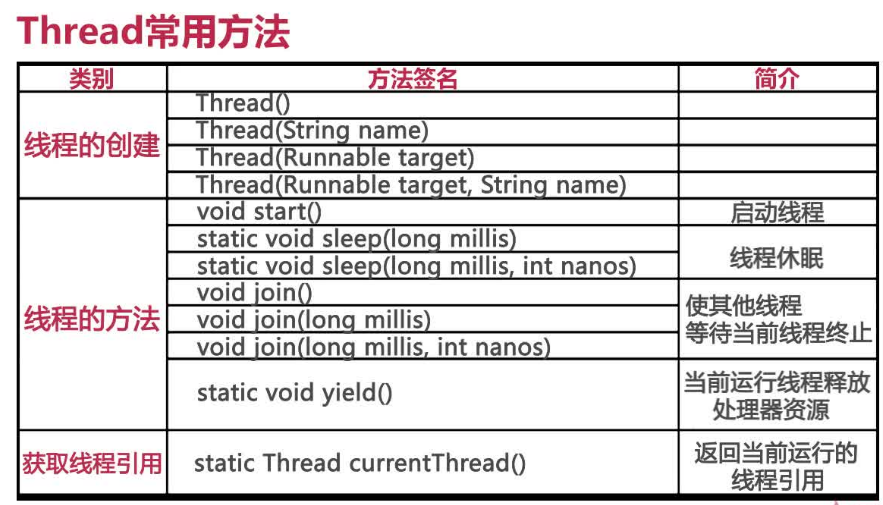 Thread常用方法
类别 方法签名 简介
线程的创建
Thread()
Thread(String name)
Thread(Runnable target)
Thread(Runnable target, String name)
线程的方法
void start()
启动线程
static void sleep(long millis)
static void sleep(long millis, int nanos)
线程休眠
void join()
void join(long millis)
void join(long millis, int nanos)
使其他线程
等待当前线程终止
static void yield()
当前运行线程释放
处理器资源
获取线程引用
static Thread currentThread()
返回当前运行的
线程引用